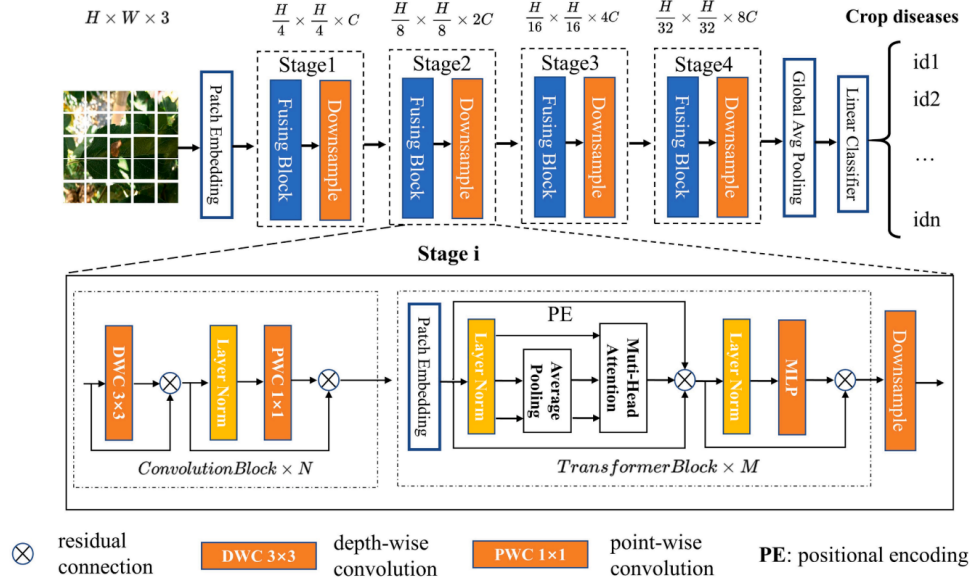 H × W × 3
H/4 × H/4 × C
H/8 × H/8 × 2C
H/16 × H/16 × 4C
H/32 × H/32 × 8C
Crop diseases
Patch Embedding
Stage1
Fusing Block
Downsample
Stage2
Fusing Block
Downsample
Stage3
Fusing Block
Downsample
Stage4
Fusing Block
Downsample
Global Avg Pooling
Linear Classifier
id1
id2
...
idn
Stage i
DWC 3×3
Layer Norm
PWC 1×1
ConvolutionBlock × N
Patch Embedding
PE
Layer Norm
Average Pooling
Muti-Head Attention
Layer Norm
MLP
TransformerBlock × M
Downsample
residual connection
DWC 3×3
depth-wise convolution
PWC 1×1
point-wise convolution
PE: positional encoding